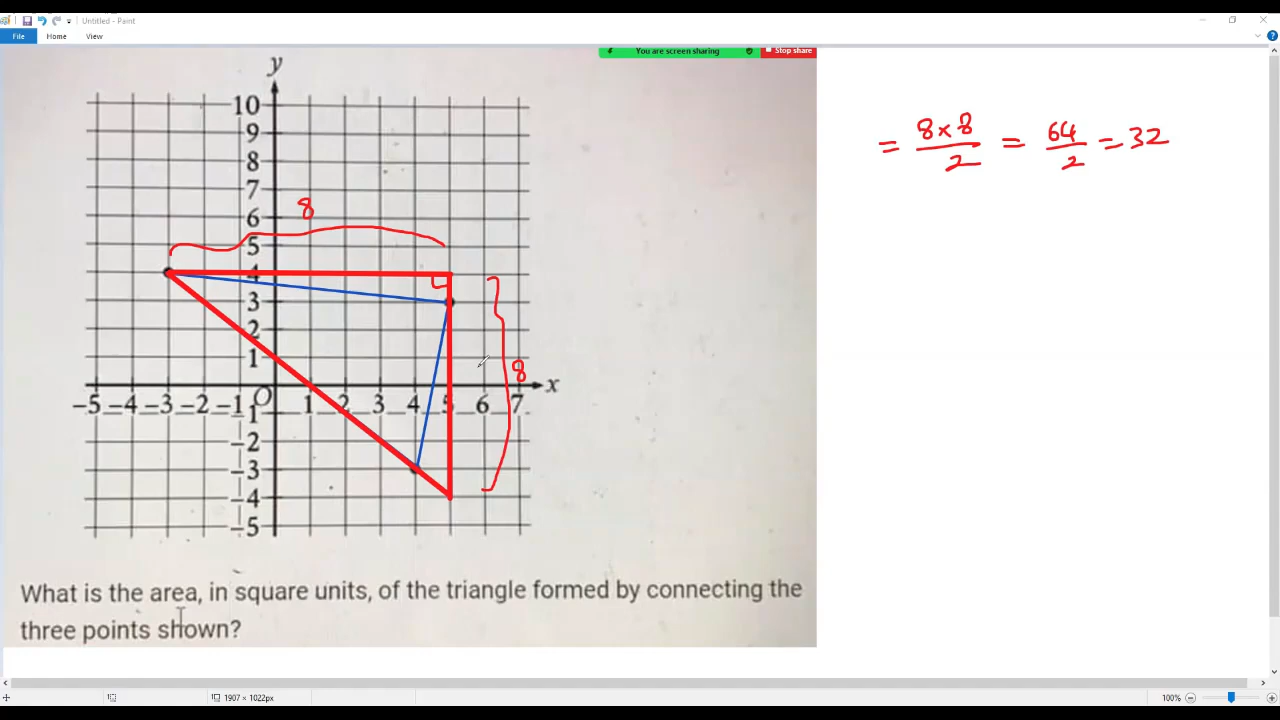 Untitled - Paint
File Home View
You are screen sharing Stop share
y
10
9
8
7
6
5
4
3
2
1
8
8
= 8×8/2 = 64/2 = 32
x
-5 -4 -3 -2 -1 O 1 2 3 4 5 6 7
1
-2
-3
-4
-5
What is the area, in square units, of the triangle formed by connecting the
three points shown?
1907 × 1022px
100%